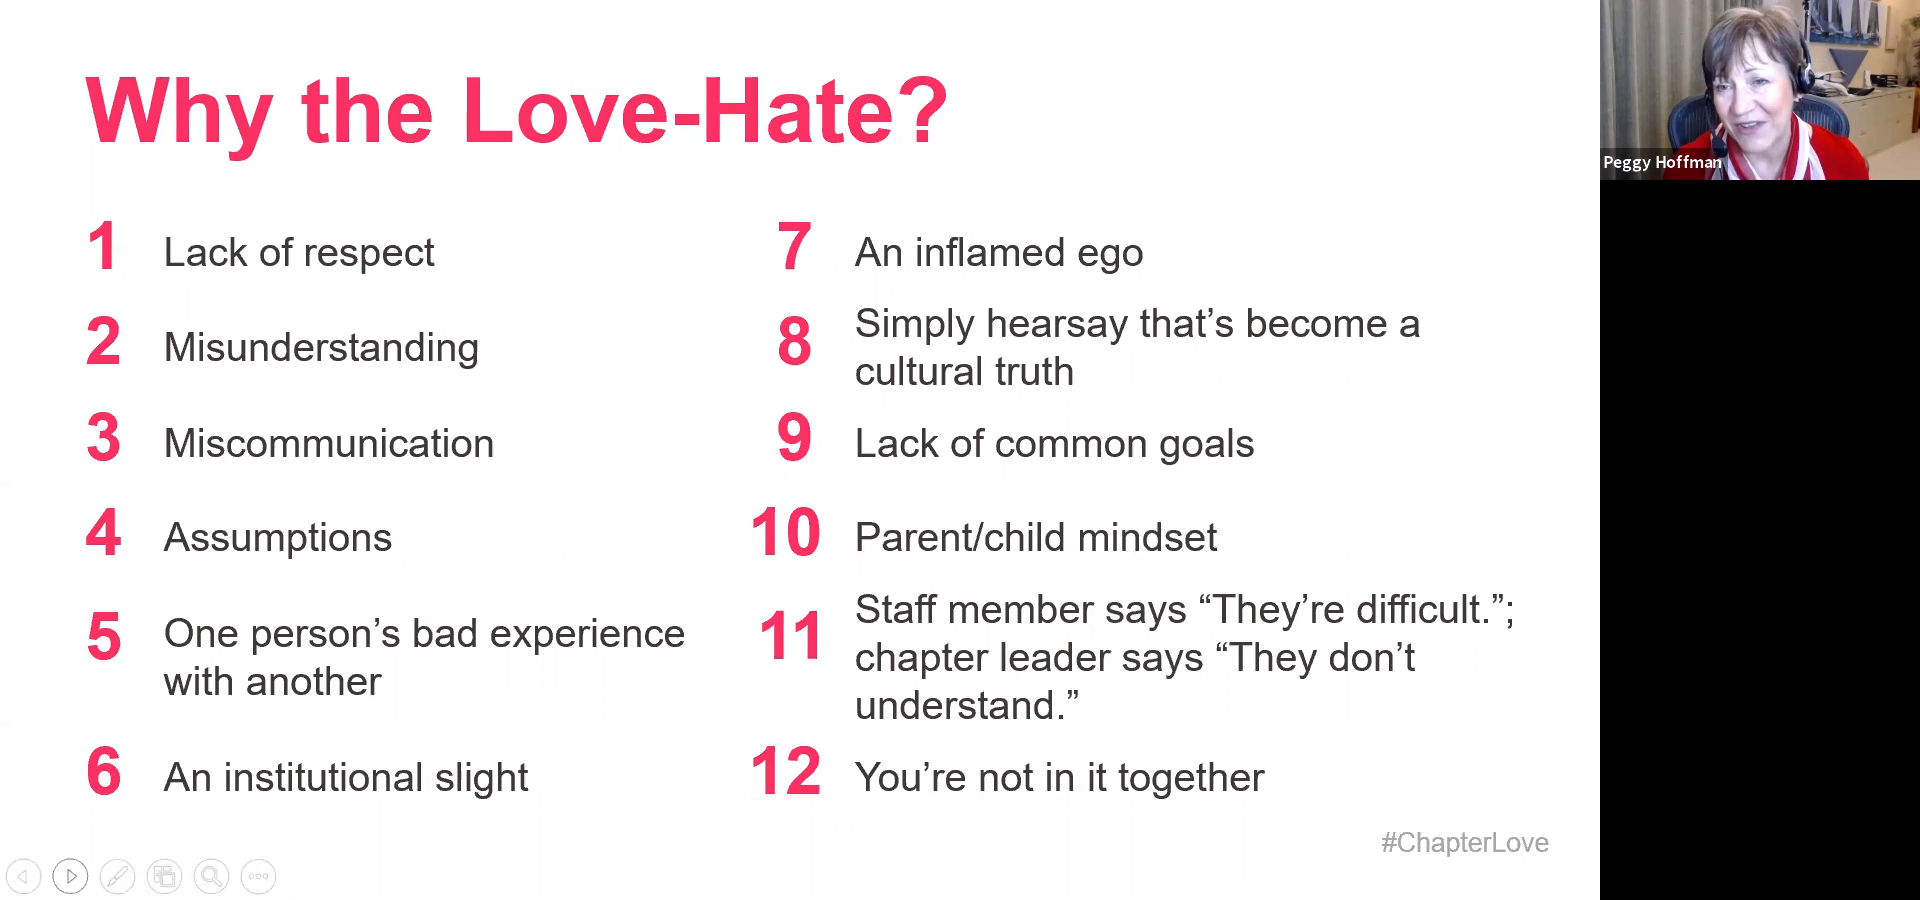 Why the Love-Hate?
1 Lack of respect
2 Misunderstanding
3 Miscommunication
4 Assumptions
5 One person’s bad experience
with another
6 An institutional slight
7 An inflamed ego
8 Simply hearsay that’s become a
cultural truth
9 Lack of common goals
10 Parent/child mindset
11 Staff member says “They’re difficult.”;
chapter leader says “They don’t
understand.”
12 You’re not in it together
#ChapterLove
Peggy Hoffman